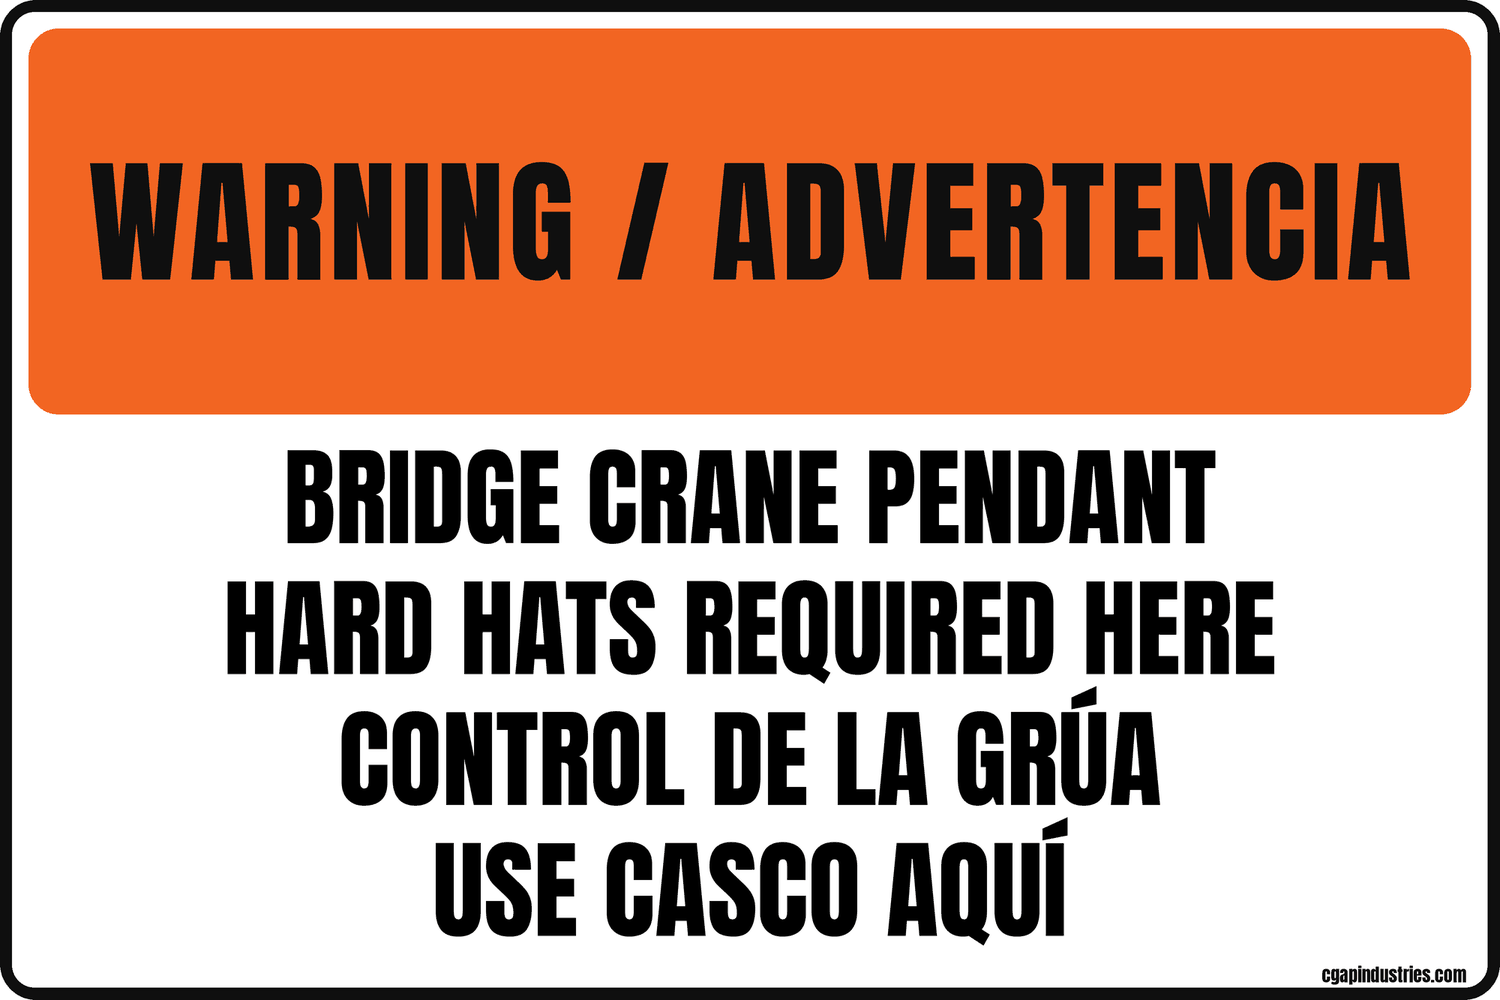 WARNING / ADVERTENCIA
BRIDGE CRANE PENDANT
HARD HATS REQUIRED HERE
CONTROL DE LA GRÚA
USE CASCO AQUÍ
cgapindustries.com